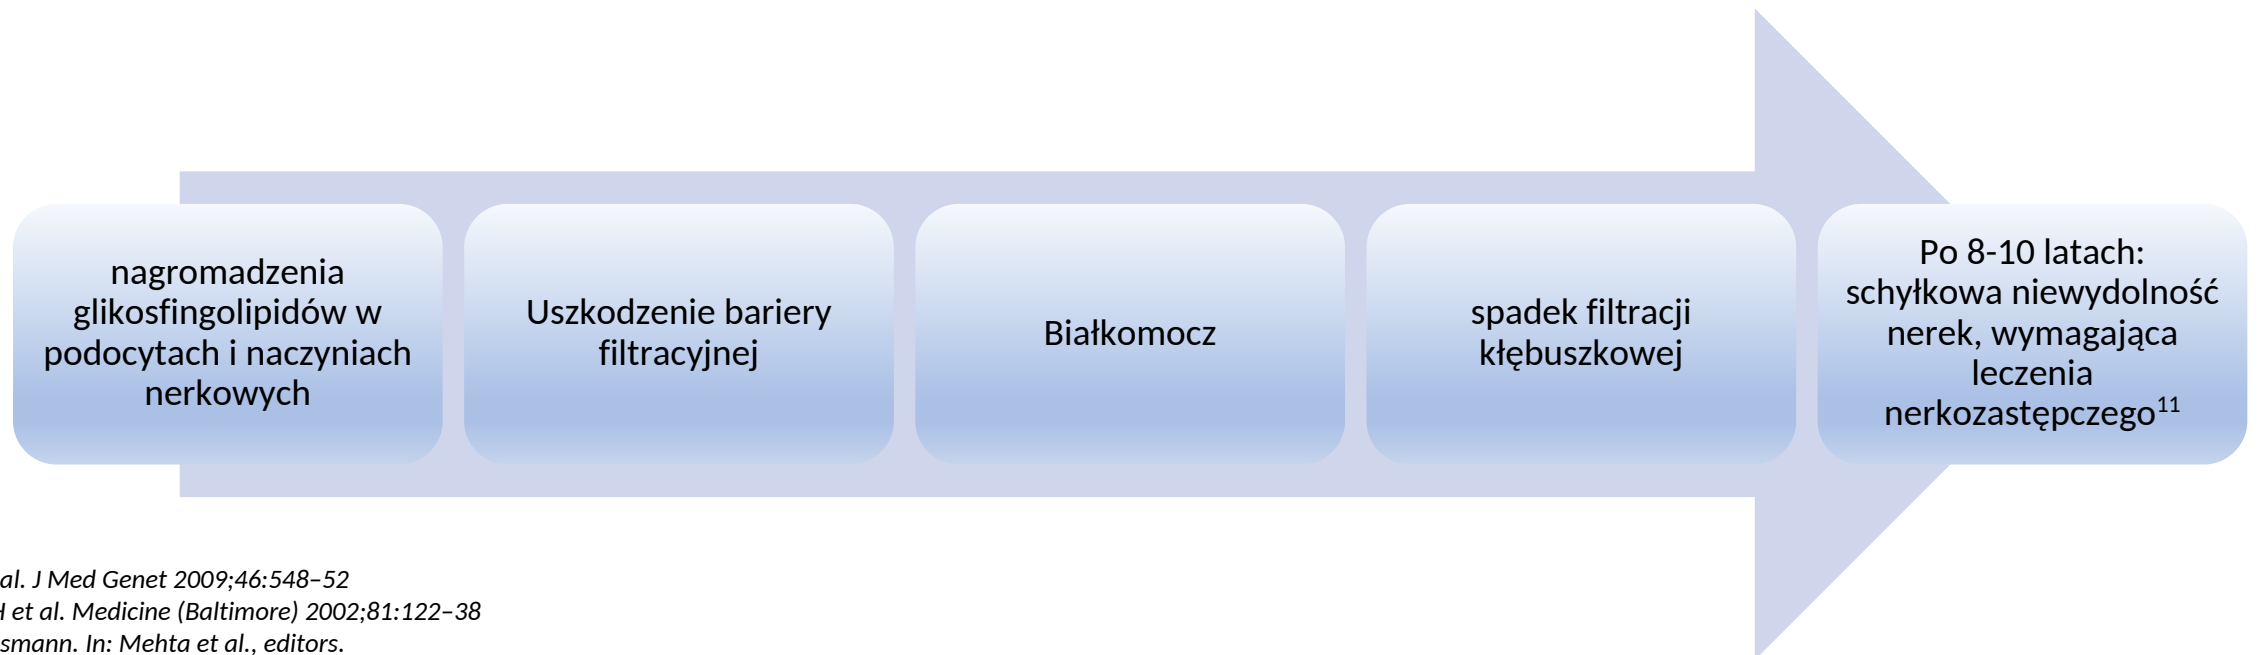 nagromadzenia
glikosfingolipidów w
podocytach i naczyniach
nerkowych
Uszkodzenie bariery
filtracyjnej
Białkomocz
spadek filtracji
kłębuszkowej
Po 8-10 latach:
schyłkowa niewydolność
nerek, wymagająca
leczenia
nerkozastępczego¹¹
al. J Med Genet 2009;46:548–52
et al. Medicine (Baltimore) 2002;81:122–38
smann. In: Mehta et al., editors.